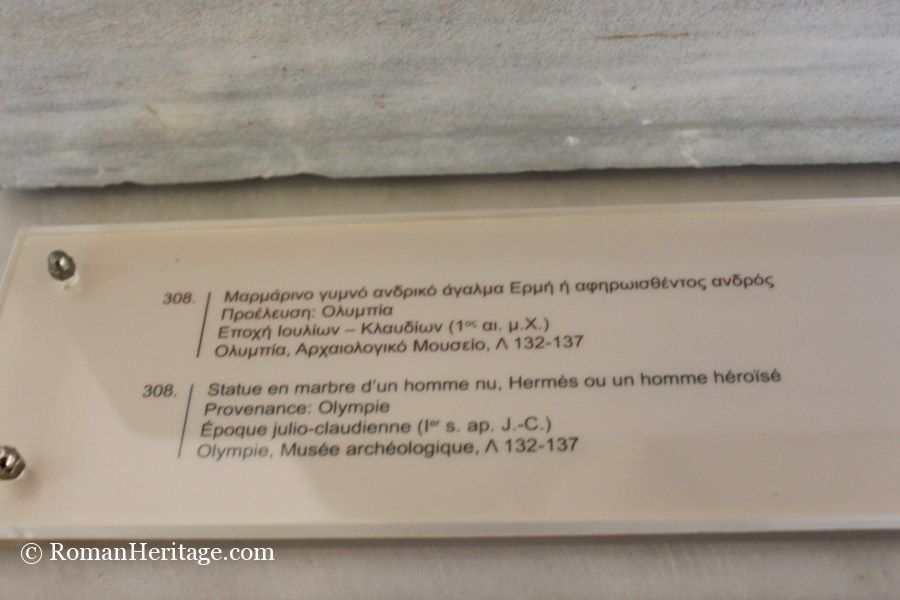 308. Μαρμάρινο γυμνό ανδρικό άγαλμα Ερμή ή αφηρωισθέντος ανδρός
Προέλευση: Ολυμπία
Εποχή Ιουλίων – Κλαυδίων (1ος αι. μ.Χ.)
Ολυμπία, Αρχαιολογικό Μουσείο, Λ 132-137
308. Statue en marbre d'un homme nu, Hermès ou un homme héroïsé
Provenance: Olympie
Époque julio-claudienne (Ier s. ap. J.-C.)
Olympie, Musée archéologique, Λ 132-137
© RomanHeritage.com